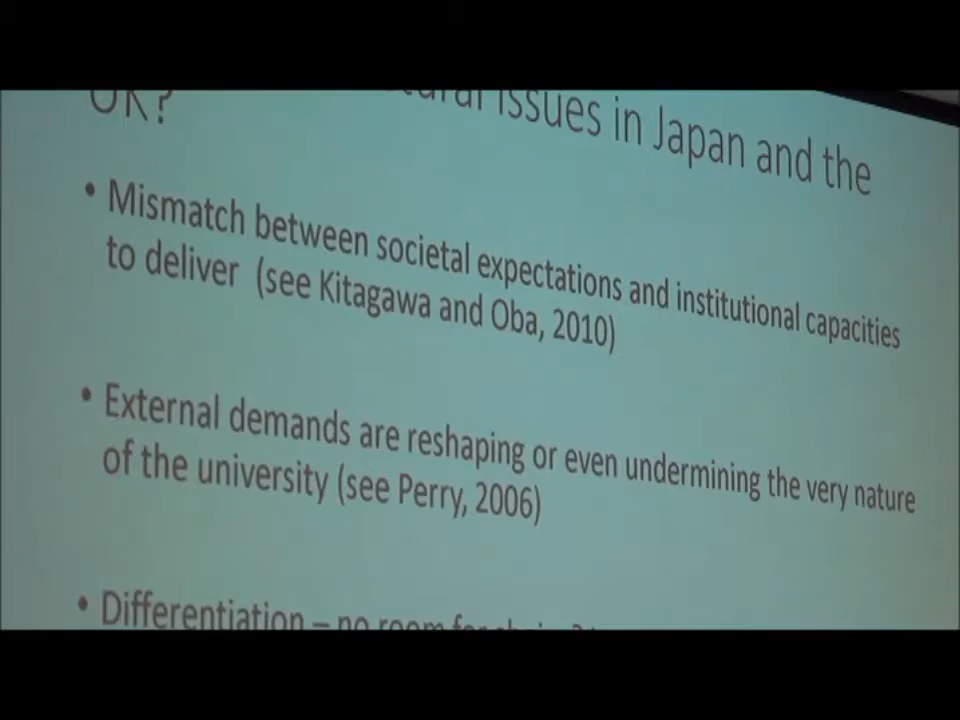 issues in Japan and the
UK?
• Mismatch between societal expectations and institutional capacities
to deliver (see Kitagawa and Oba, 2010)
• External demands are reshaping or even undermining the very nature
of the university (see Perry, 2006)
• Differentiation – no room for